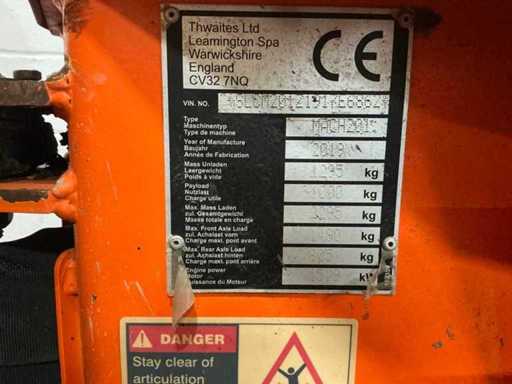 Thwaites Ltd
Leamington Spa
Warwickshire
England
CV32 7NQ
CE
VIN. NO.
Type
Maschinentyp
Type de machine
MACH201
Year of Manufacture
Baujahr
Année de Fabrication
2018
Mass Unladen
Leergewicht
Poids à vide
kg
Payload
Nutzlast
Charge utile
kg
Max. Mass Laden
zul. Gesamtgewicht
Masse totale en charge
kg
Max. Front Axle Load
zul. Achslast vorn
Charge maxi. pont avant
kg
Max. Rear Axle Load
zul. Achslast hinten
Charge maxi. pont arrière
kg
Engine power
Motor
Puissance du Moteur
kW
DANGER
Stay clear of
articulation